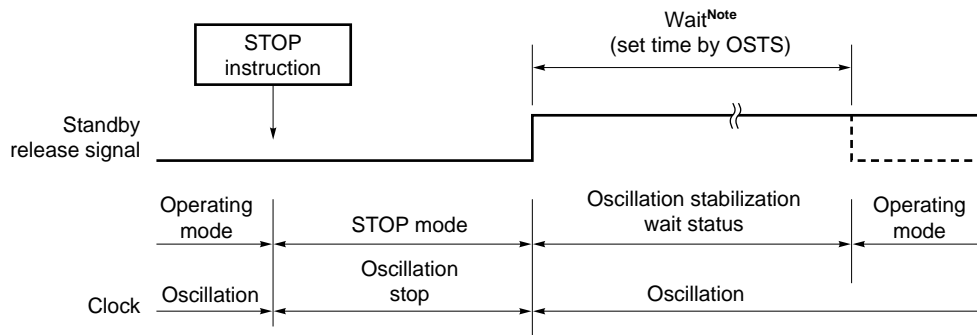 Wait Note
(set time by OSTS)
STOP
instruction
Standby
release signal
Operating
mode
STOP mode
Oscillation stabilization
wait status
Operating
mode
Clock
Oscillation
Oscillation
stop
Oscillation